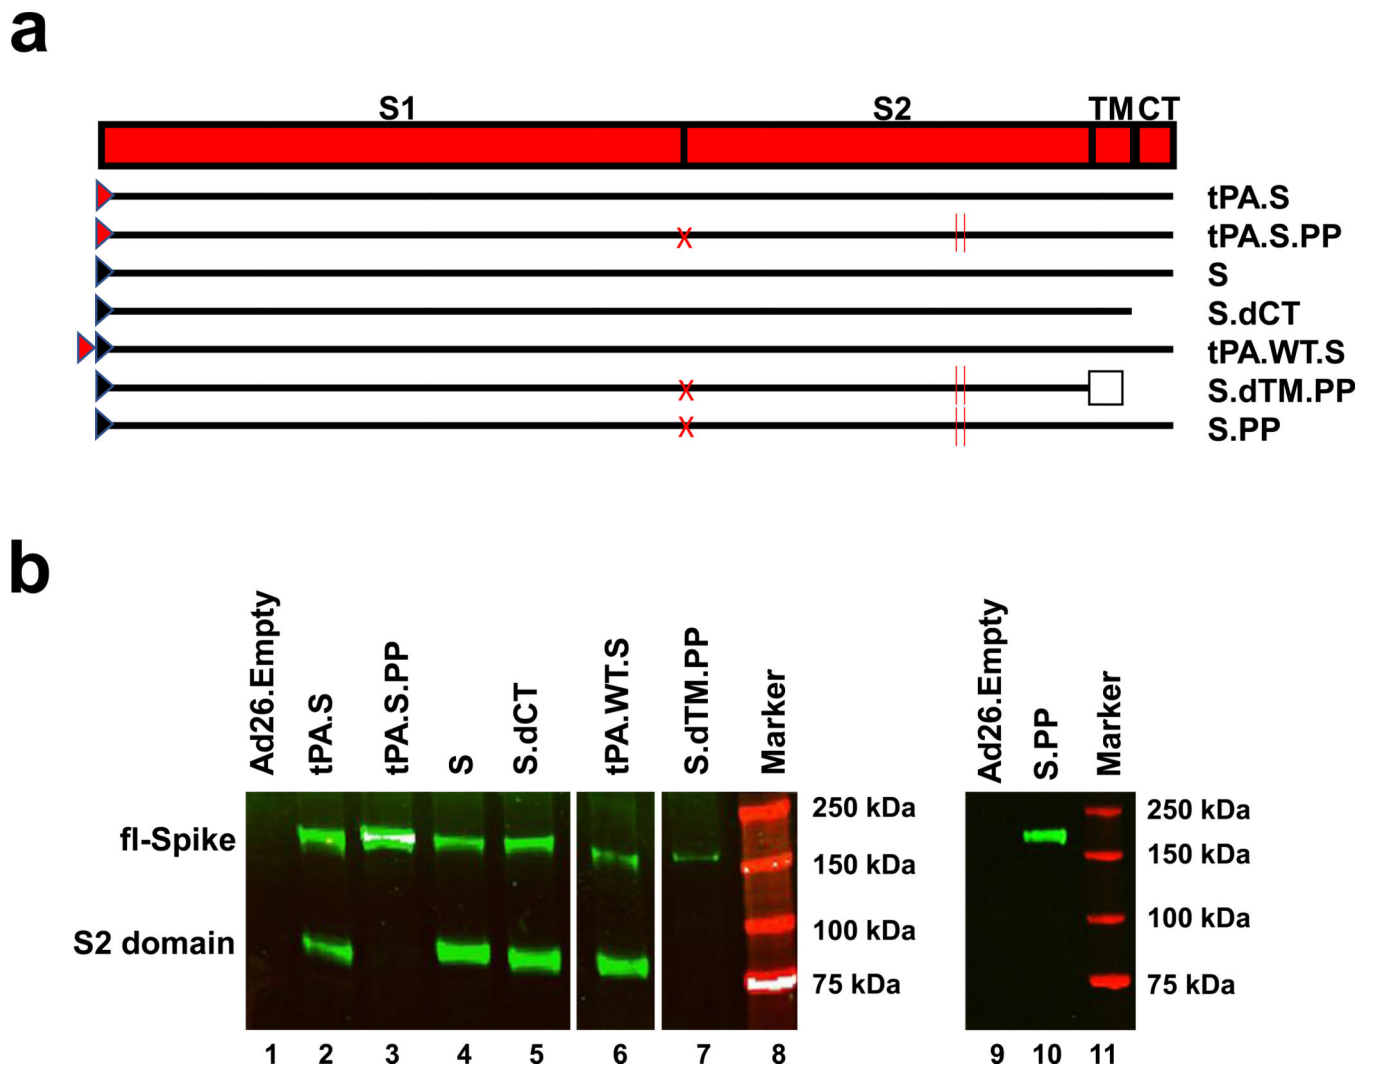 a
S1 S2 TM CT
tPA.S
tPA.S.PP
S
S.dCT
tPA.WT.S
S.dTM.PP
S.PP
b
Ad26.Empty tPA.S tPA.S.PP S S.dCT tPA.WT.S S.dTM.PP Marker Ad26.Empty S.PP Marker
250 kDa 250 kDa
fl-Spike
150 kDa 150 kDa
100 kDa 100 kDa
S2 domain
75 kDa 75 kDa
1 2 3 4 5 6 7 8 9 10 11